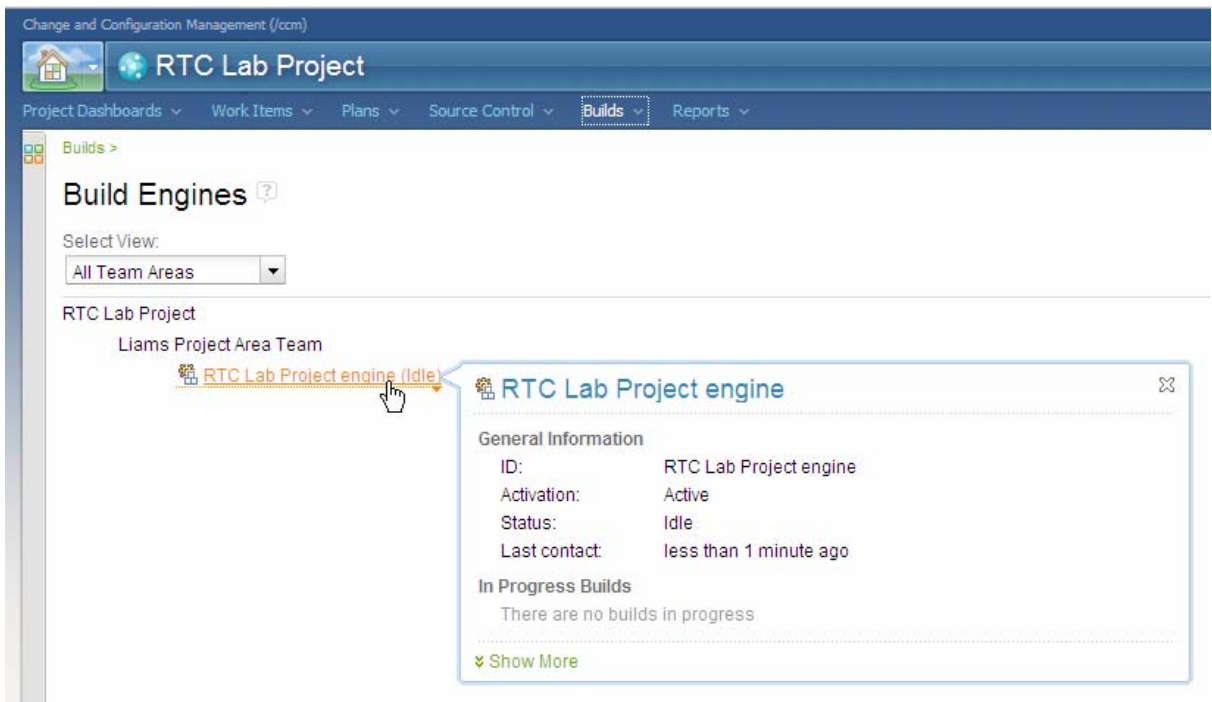 Change and Configuration Management (/ccm)
RTC Lab Project
Project Dashboards Work Items Plans Source Control Builds Reports
Builds >
Build Engines ?
Select View:
All Team Areas
RTC Lab Project
Liams Project Area Team
RTC Lab Project engine (Idle)
RTC Lab Project engine
General Information
ID: RTC Lab Project engine
Activation: Active
Status: Idle
Last contact: less than 1 minute ago
In Progress Builds
There are no builds in progress
Show More